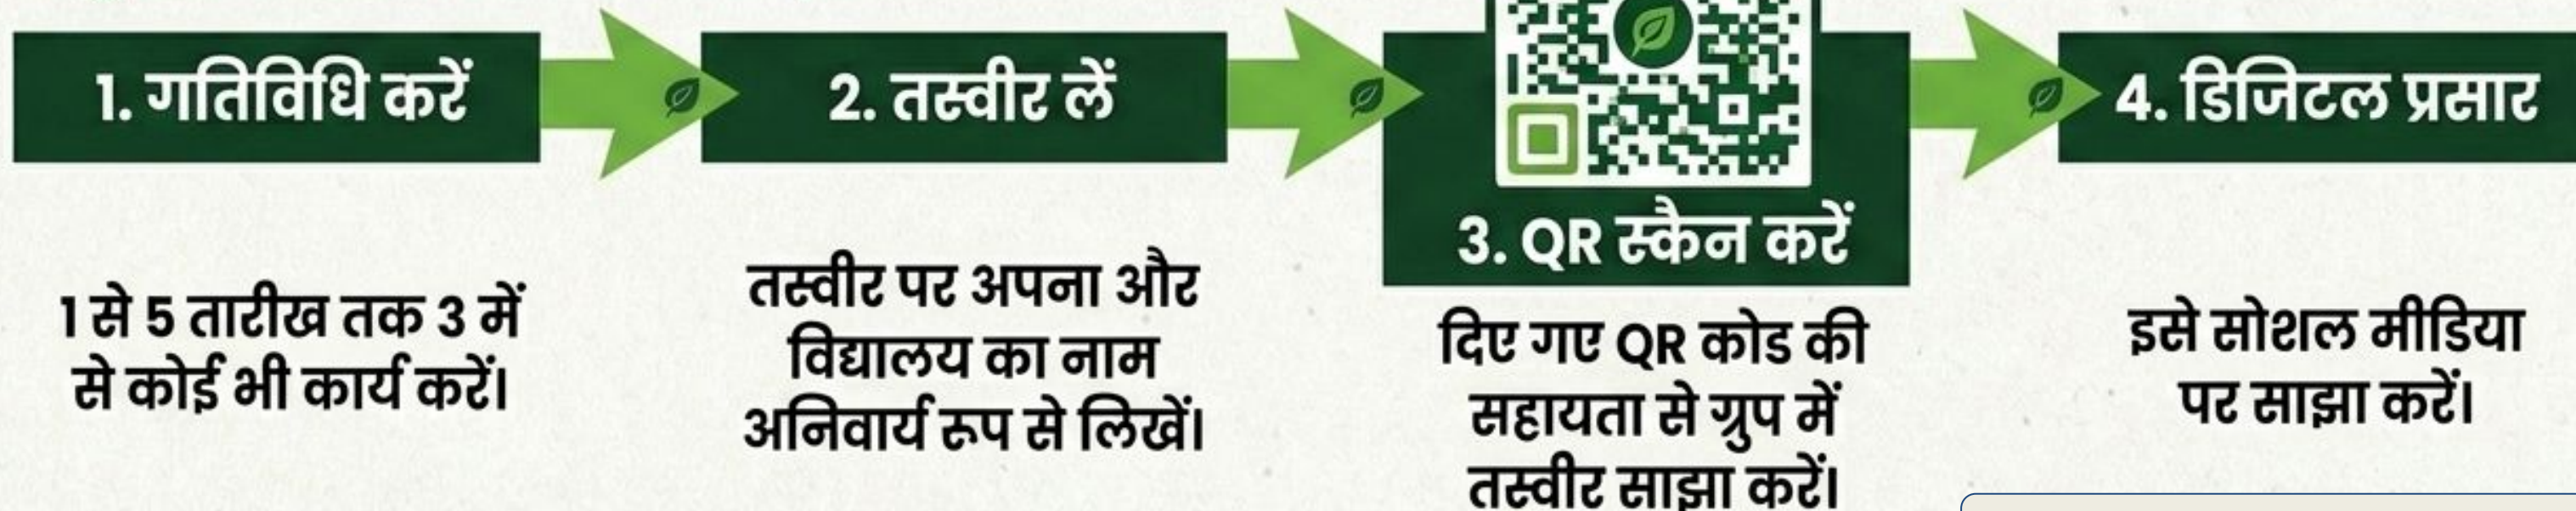 1. गतिविधि करें
1 से 5 तारीख तक 3 में
से कोई भी कार्य करें।
2. तस्वीर लें
तस्वीर पर अपना और
विद्यालय का नाम
अनिवार्य रूप से लिखें।
3. QR स्कैन करें
दिए गए QR कोड की
सहायता से ग्रुप में
तस्वीर साझा करें।
4. डिजिटल प्रसार
इसे सोशल मीडिया
पर साझा करें।